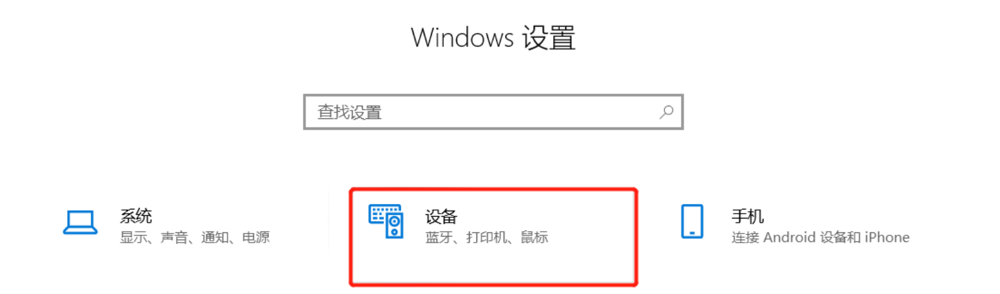 Windows 设置
查找设置
系统
显示、声音、通知、电源
设备
蓝牙、打印机、鼠标
手机
连接 Android 设备和 iPhone